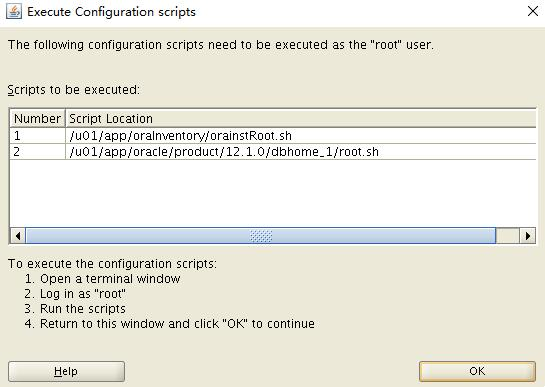 Execute Configuration scripts
The following configuration scripts need to be executed as the "root" user.
Scripts to be executed:
Number Script Location
1 /u01/app/oraInventory/orainstRoot.sh
2 /u01/app/oracle/product/12.1.0/dbhome_1/root.sh
To execute the configuration scripts:
1. Open a terminal window
2. Log in as "root"
3. Run the scripts
4. Return to this window and click "OK" to continue
Help OK